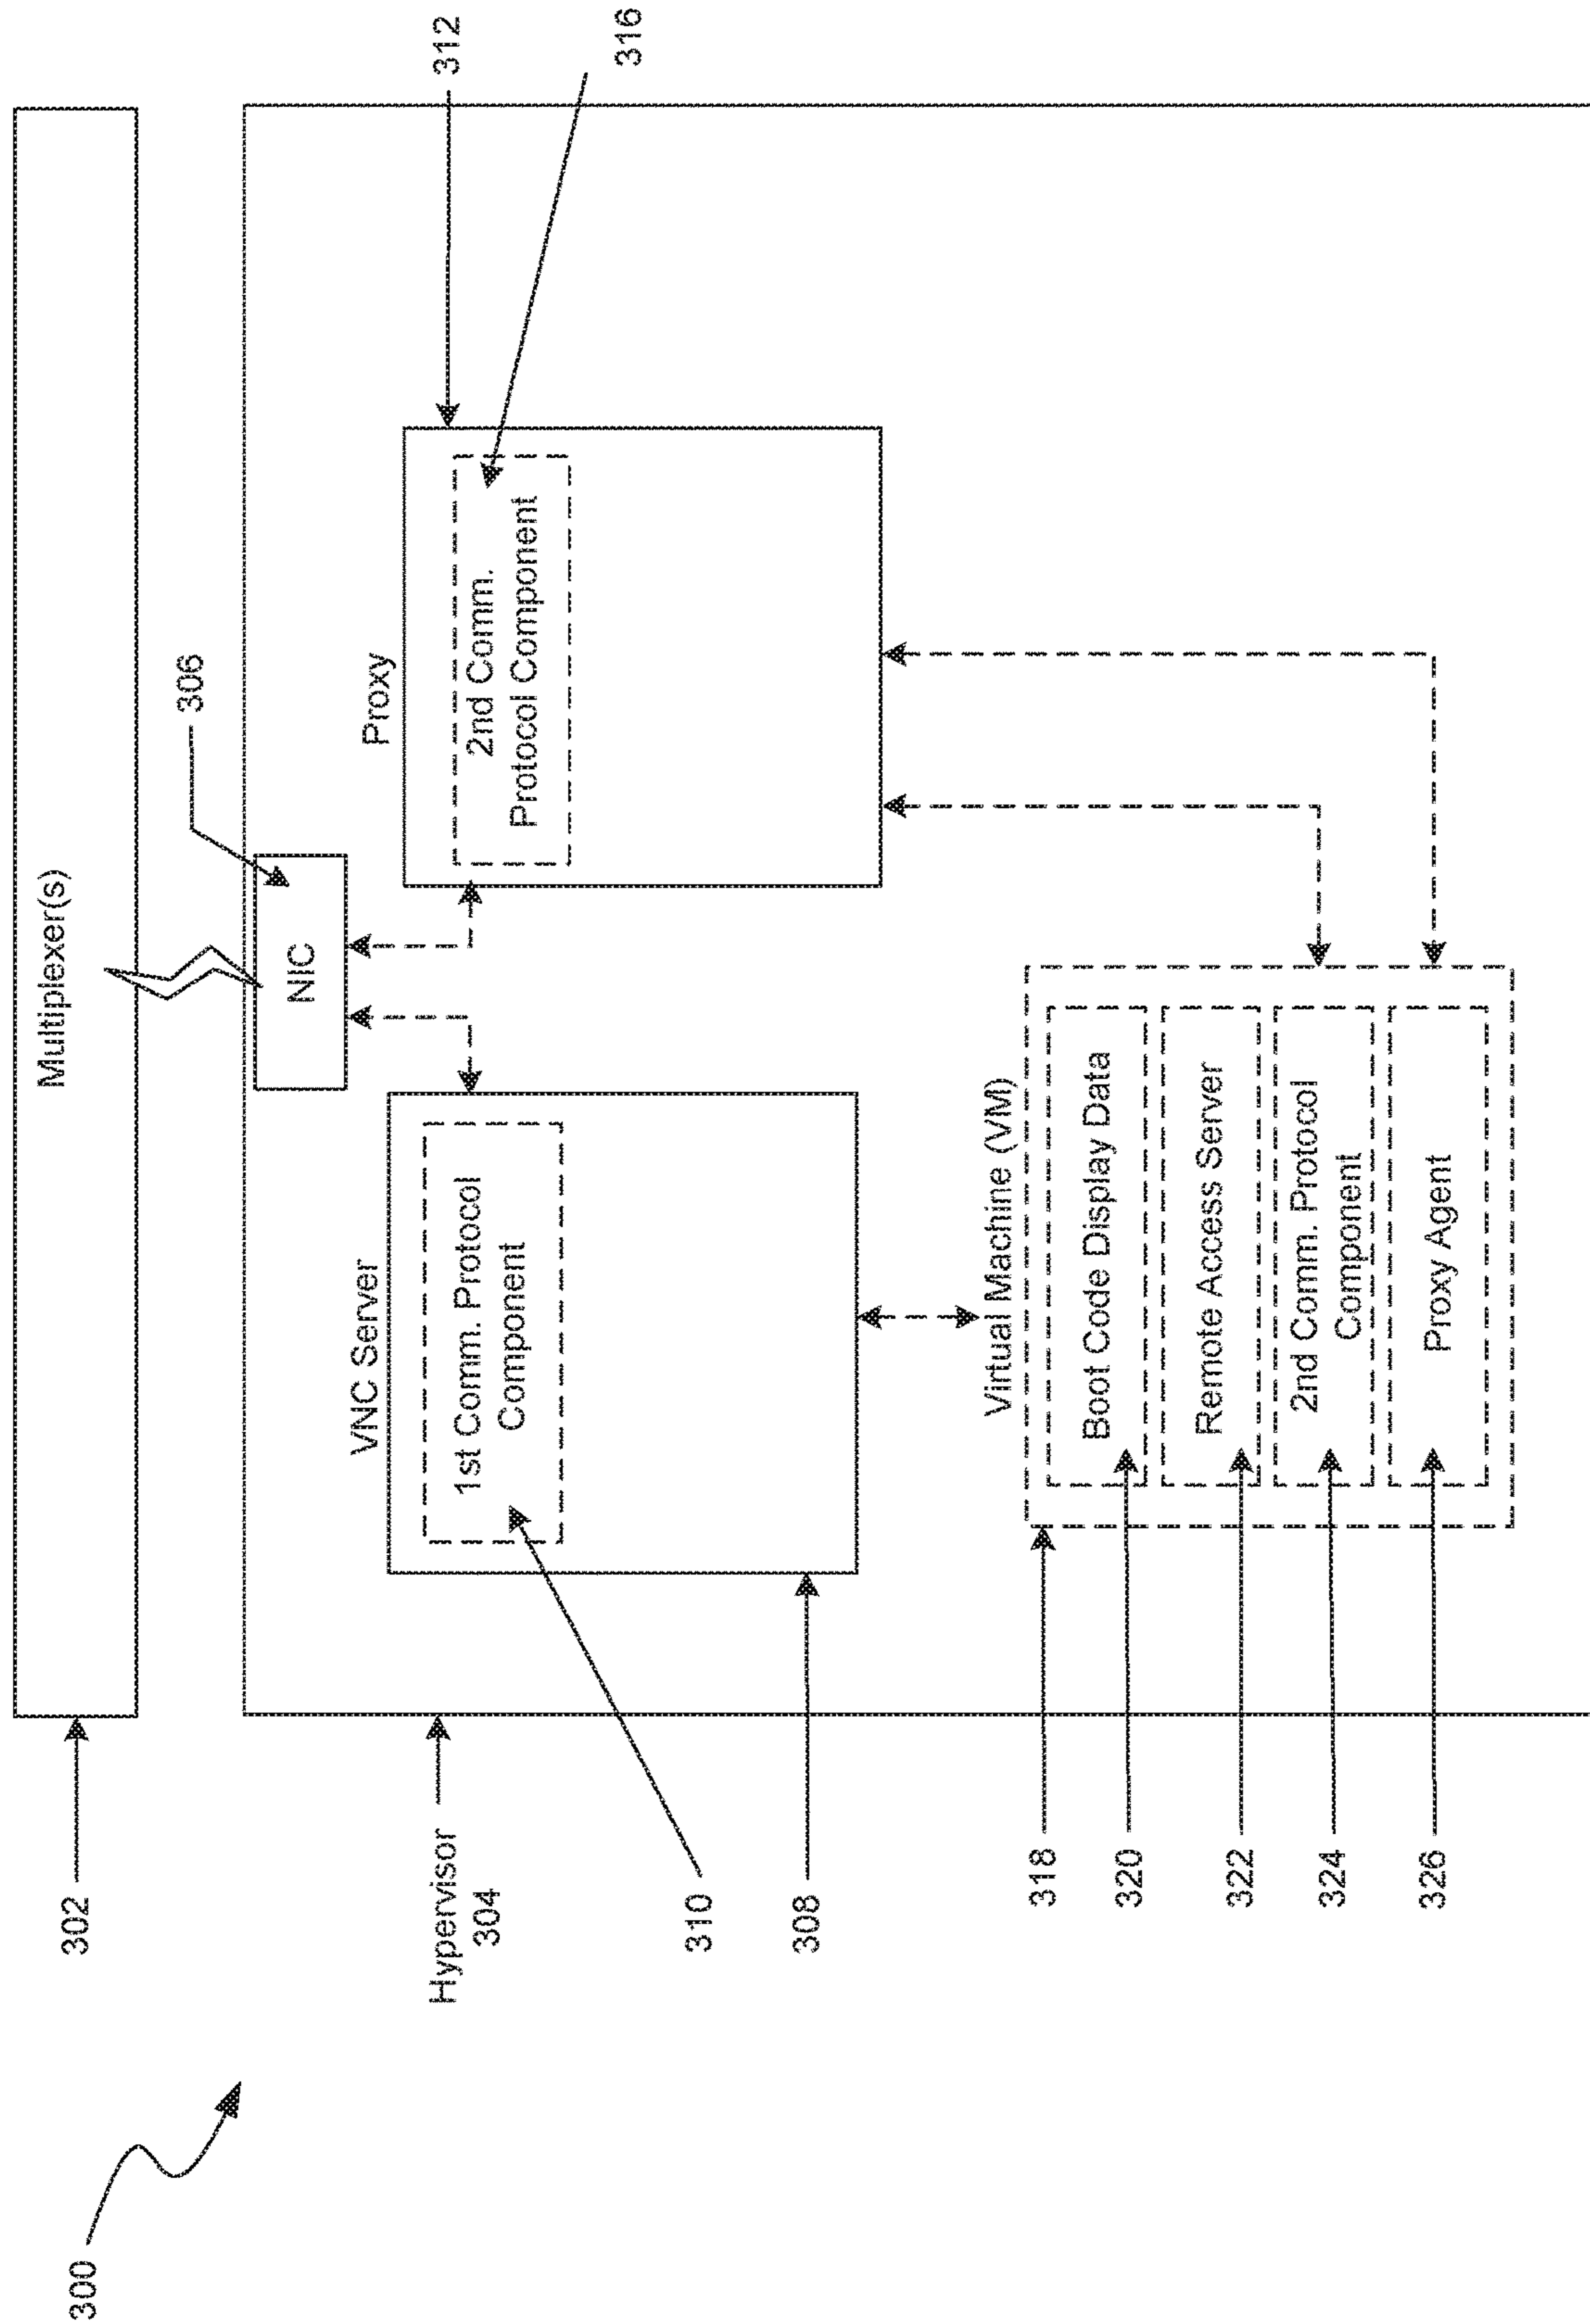 Multiplexer(s)
302
306
312
316
NIC
Hypervisor
304
VNC Server
1st Comm. Protocol
Component
310
308
Proxy
2nd Comm.
Protocol Component
Virtual Machine (VM)
318
Boot Code Display Data
320
Remote Access Server
322
2nd Comm. Protocol
Component
324
Proxy Agent
326
300